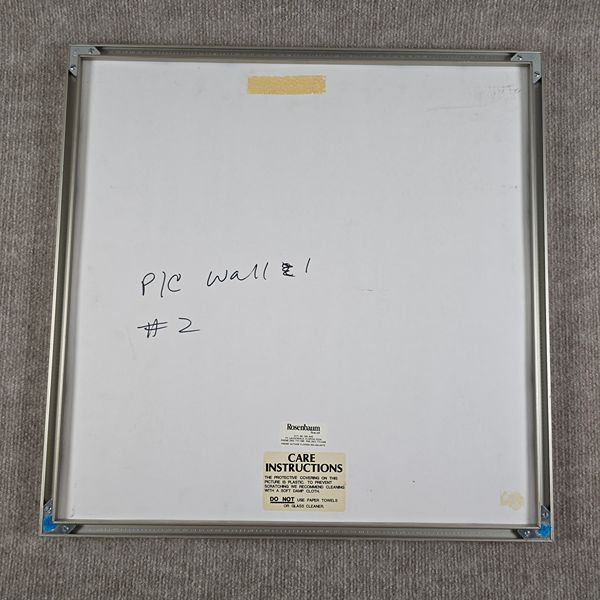 P/C Wall 1
#2
Rosenbaum
CARE
INSTRUCTIONS
THE PROTECTIVE COVERING ON THIS
PICTURE IS PLASTIC. TO PREVENT
SCRATCHING WE RECOMMEND CLEANING
WITH A SOFT DAMP CLOTH.
DO NOT USE PAPER TOWELS
OR GLASS CLEANER.